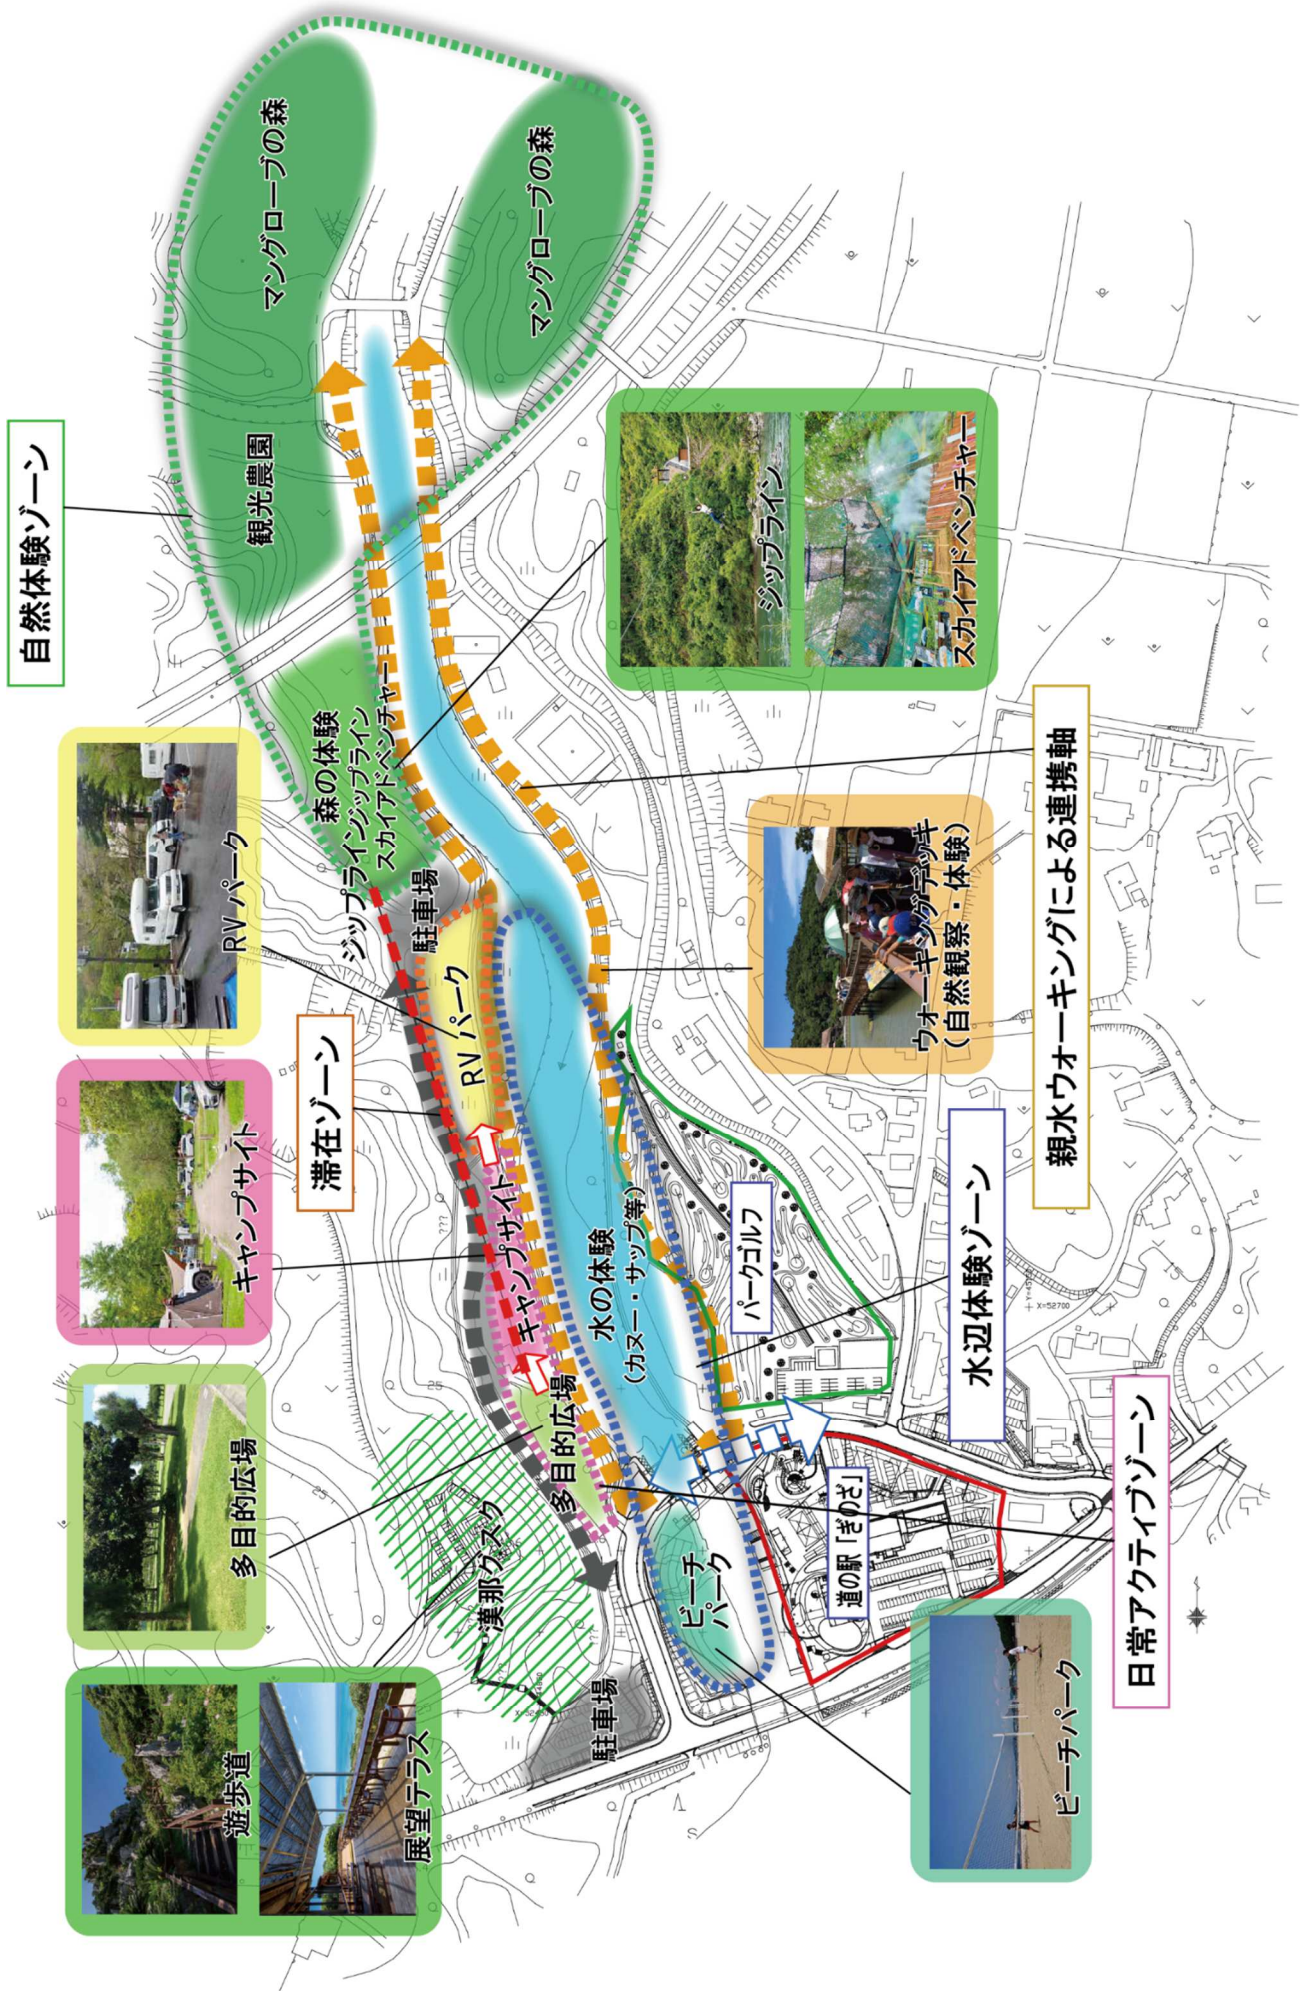 遊歩道
展望テラス
多目的広場
キャンプサイト
RV パーク
自然体験ゾーン
滞在ゾーン
漢那グスク
多目的広場
キャンプサイト
RV パーク
駐車場
森の体験
ジップライン
スカイアドベンチャー
観光農園
マングローブの森
マングローブの森
駐車場
ビーチ
パーク
水の体験
(カヌー・サップ等)
パークゴルフ
道の駅「ぎのざ」
ジップライン
スカイアドベンチャー
ウォーキングデッキ
(自然観察・体験)
ビーチパーク
日常アクティブゾーン
水辺体験ゾーン
親水ウォーキングによる連携軸
25
25
X=52700